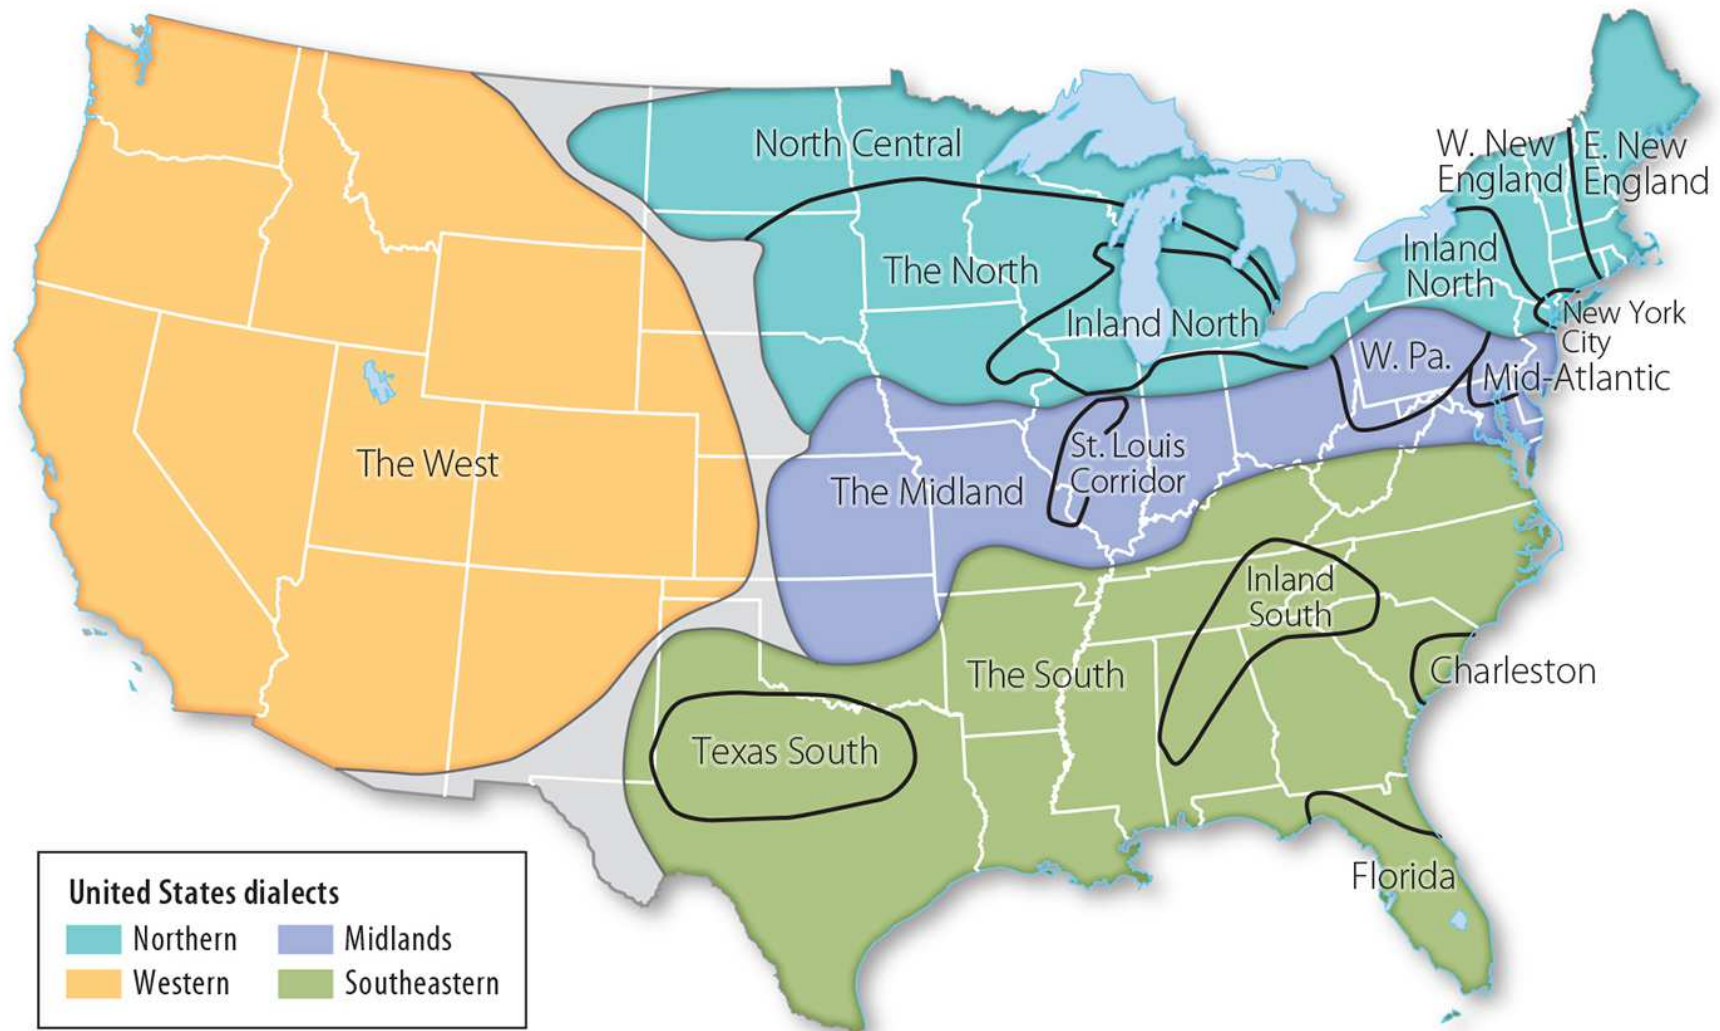 North Central
W. New
England
E. New
England
The North
Inland
North
Inland North
New York
City
W. Pa.
Mid-Atlantic
The West
St. Louis
Corridor
The Midland
Inland
South
The South
Charleston
Texas South
Florida
United States dialects
Northern
Midlands
Western
Southeastern